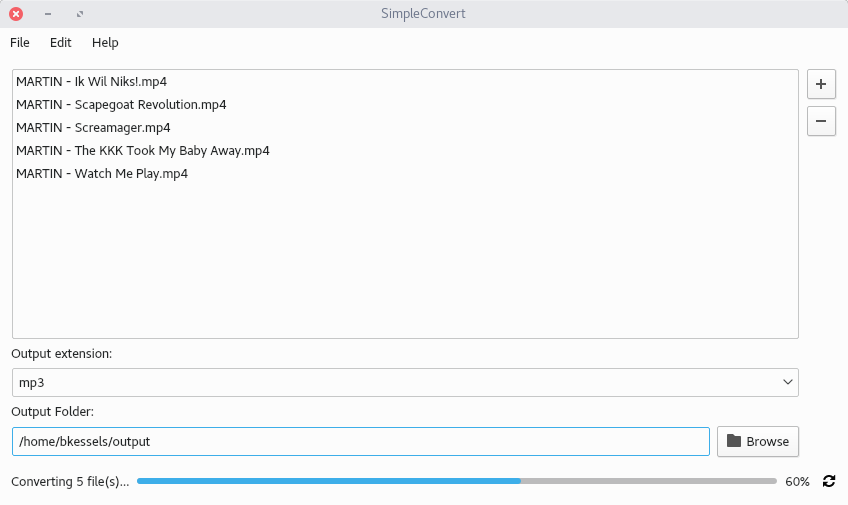 SimpleConvert
File Edit Help
MARTIN - Ik Wil Niks!.mp4
MARTIN - Scapegoat Revolution.mp4
MARTIN - Screamager.mp4
MARTIN - The KKK Took My Baby Away.mp4
MARTIN - Watch Me Play.mp4
Output extension:
mp3
Output Folder:
/home/bkessels/output
Browse
Converting 5 file(s)... 60%